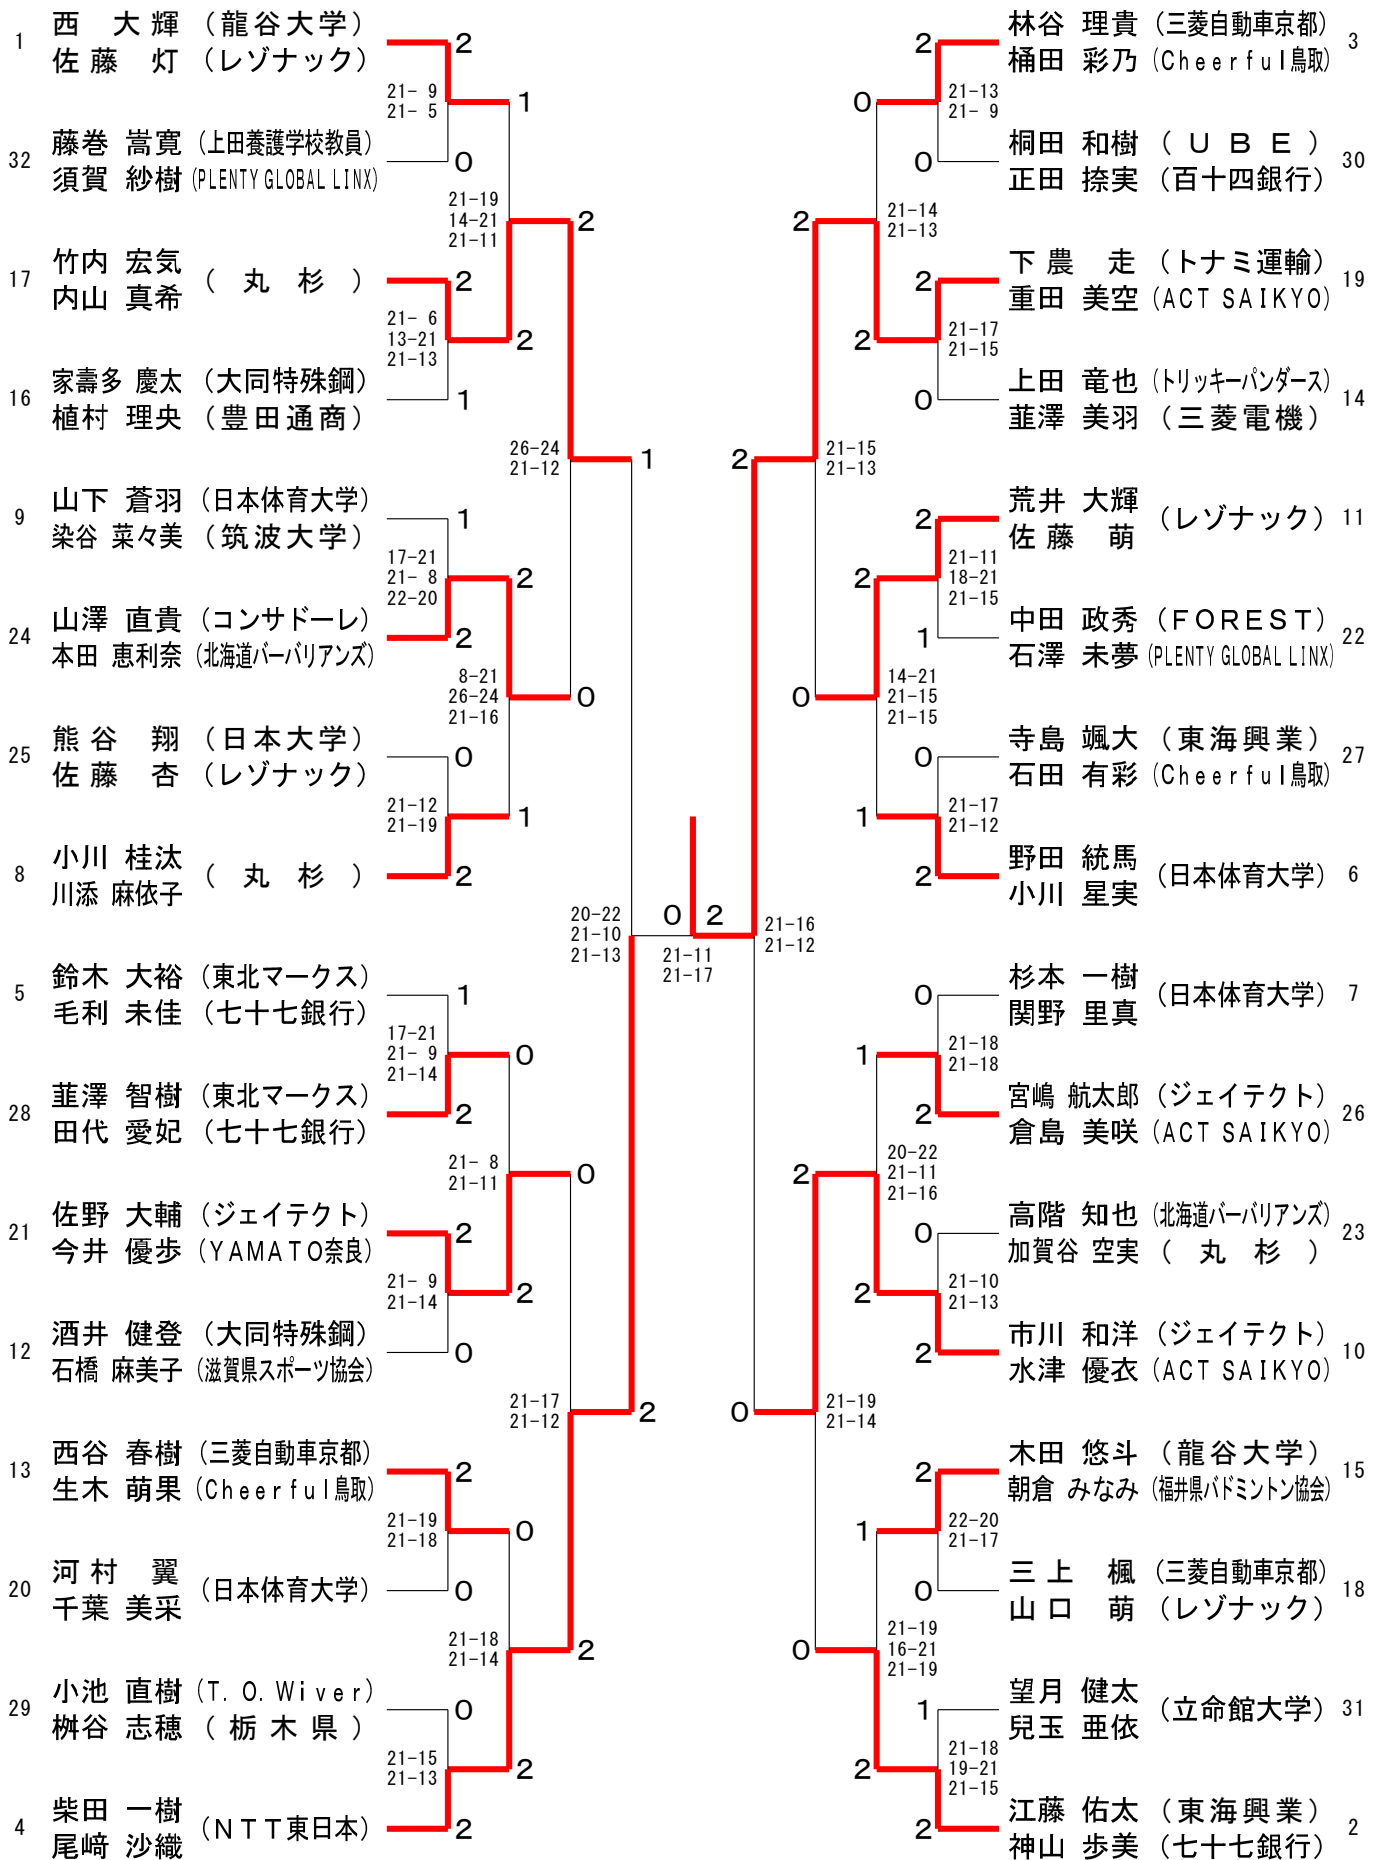 1 西 大輝 (龍谷大学)
佐藤 灯 (レゾナック)
2
21- 9
21- 5
1
32 藤巻 嵩寛 (上田養護学校教員)
須賀 紗樹 (PLENTY GLOBAL LINX)
0
21-19
14-21
21-11
2
17 竹内 宏気
内山 真希
(丸杉)
2
21- 6
13-21
21-13
2
16 家壽多 慶太 (大同特殊鋼)
植村 理央 (豊田通商)
1
26-24
21-12
1
9 山下 蒼羽 (日本体育大学)
染谷 菜々美 (筑波大学)
1
17-21
21- 8
22-20
2
24 山澤 直貴 (コンサドーレ)
本田 恵利奈 (北海道バーバリアンズ)
2
8-21
26-24
21-16
0
25 熊谷 翔 (日本大学)
佐藤 杏 (レゾナック)
0
21-12
21-19
1
8 小川 桂汰
川添 麻依子
(丸杉)
2
20-22
21-10
21-13
5 鈴木 大裕 (東北マークス)
毛利 未佳 (七十七銀行)
1
17-21
21- 9
21-14
0
28 韮澤 智樹 (東北マークス)
田代 愛妃 (七十七銀行)
2
21- 8
21-11
0
21 佐野 大輔 (ジェイテクト)
今井 優歩 (YAMATO奈良)
2
21- 9
21-14
2
12 酒井 健登 (大同特殊鋼)
石橋 麻美子 (滋賀県スポーツ協会)
0
21-17
21-12
2
13 西谷 春樹 (三菱自動車京都)
生木 萌果 (Cheerful鳥取)
2
21-19
21-18
0
20 河村 翼
千葉 美采
(日本体育大学)
0
21-18
21-14
2
29 小池 直樹 (T.O.Wiver)
桝谷 志穂 (栃木県)
0
21-15
21-13
2
4 柴田 一樹
尾﨑 沙織
(NTT東日本)
2
0 2
21-11
21-17
林谷 理貴 (三菱自動車京都) 3
桶田 彩乃 (Cheerful鳥取)
2
21-13
21- 9
0
桐田 和樹 (UBE) 30
正田 捺実 (百十四銀行)
0
21-14
21-13
2
下農 走 (トナミ運輸) 19
重田 美空 (ACT SAIKYO)
2
21-17
21-15
2
上田 竜也 (トリッキーパンダース) 14
韮澤 美羽 (三菱電機)
0
21-15
21-13
2
荒井 大輝
佐藤 萌
(レゾナック) 11
2
21-11
18-21
21-15
2
中田 政秀 (FOREST) 22
石澤 未夢 (PLENTY GLOBAL LINX)
1
14-21
21-15
21-15
0
寺島 颯大 (東海興業) 27
石田 有彩 (Cheerful鳥取)
0
21-17
21-12
1
野田 統馬
小川 星実
(日本体育大学) 6
2
21-16
21-12
杉本 一樹
関野 里真
(日本体育大学) 7
0
21-18
21-18
1
宮嶋 航太郎 (ジェイテクト) 26
倉島 美咲 (ACT SAIKYO)
2
20-22
21-11
21-16
2
高階 知也 (北海道バーバリアンズ) 23
加賀谷 空実 (丸杉)
0
21-10
21-13
2
市川 和洋 (ジェイテクト) 10
水津 優衣 (ACT SAIKYO)
2
21-19
21-14
0
木田 悠斗 (龍谷大学) 15
朝倉 みなみ (福井県バドミントン協会)
2
22-20
21-17
1
三上 楓 (三菱自動車京都) 18
山口 萌 (レゾナック)
0
21-19
16-21
21-19
0
望月 健太
兒玉 亜依
(立命館大学) 31
1
21-18
19-21
21-15
2
江藤 佑太 (東海興業) 2
神山 歩美 (七十七銀行)
2